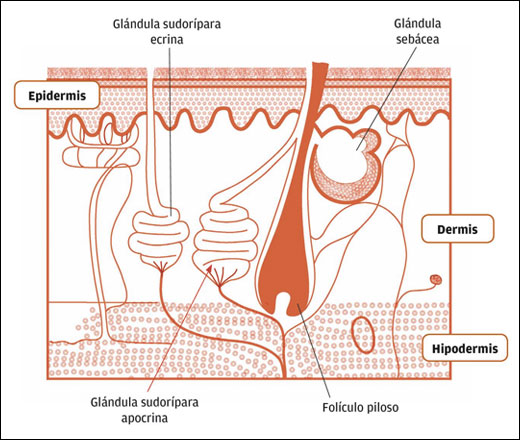 Glándula sudorípara
ecrina
Glándula
sebácea
Epidermis
Dermis
Hipodermis
Glándula sudorípara
apocrina
Folículo piloso